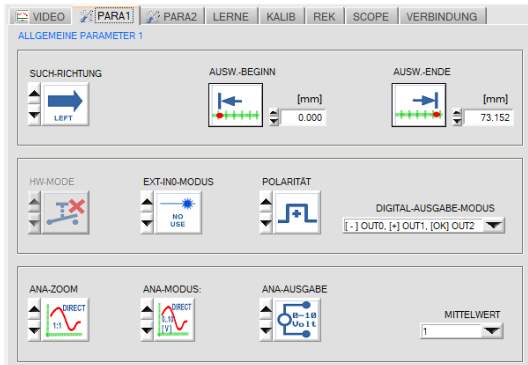 VIDEO PARA1 PARA2 LERNE KALIB REK SCOPE VERBINDUNG
ALLGEMEINE PARAMETER 1
SUCH-RICHTUNG AUSW.-BEGINN AUSW.-ENDE
LEFT
[mm]
0.000
[mm]
73.152
HW-MODE EXT-IN0-MODUS POLARITÄT
NO
USE
DIGITAL-AUSGABE-MODUS
[ - ] OUT0, [+] OUT1, [OK] OUT2
ANA-ZOOM ANA-MODUS: ANA-AUSGABE
DIRECT
1:1
DIRECT
0..10
[V]
0-10
Volt
MITTELWERT
1